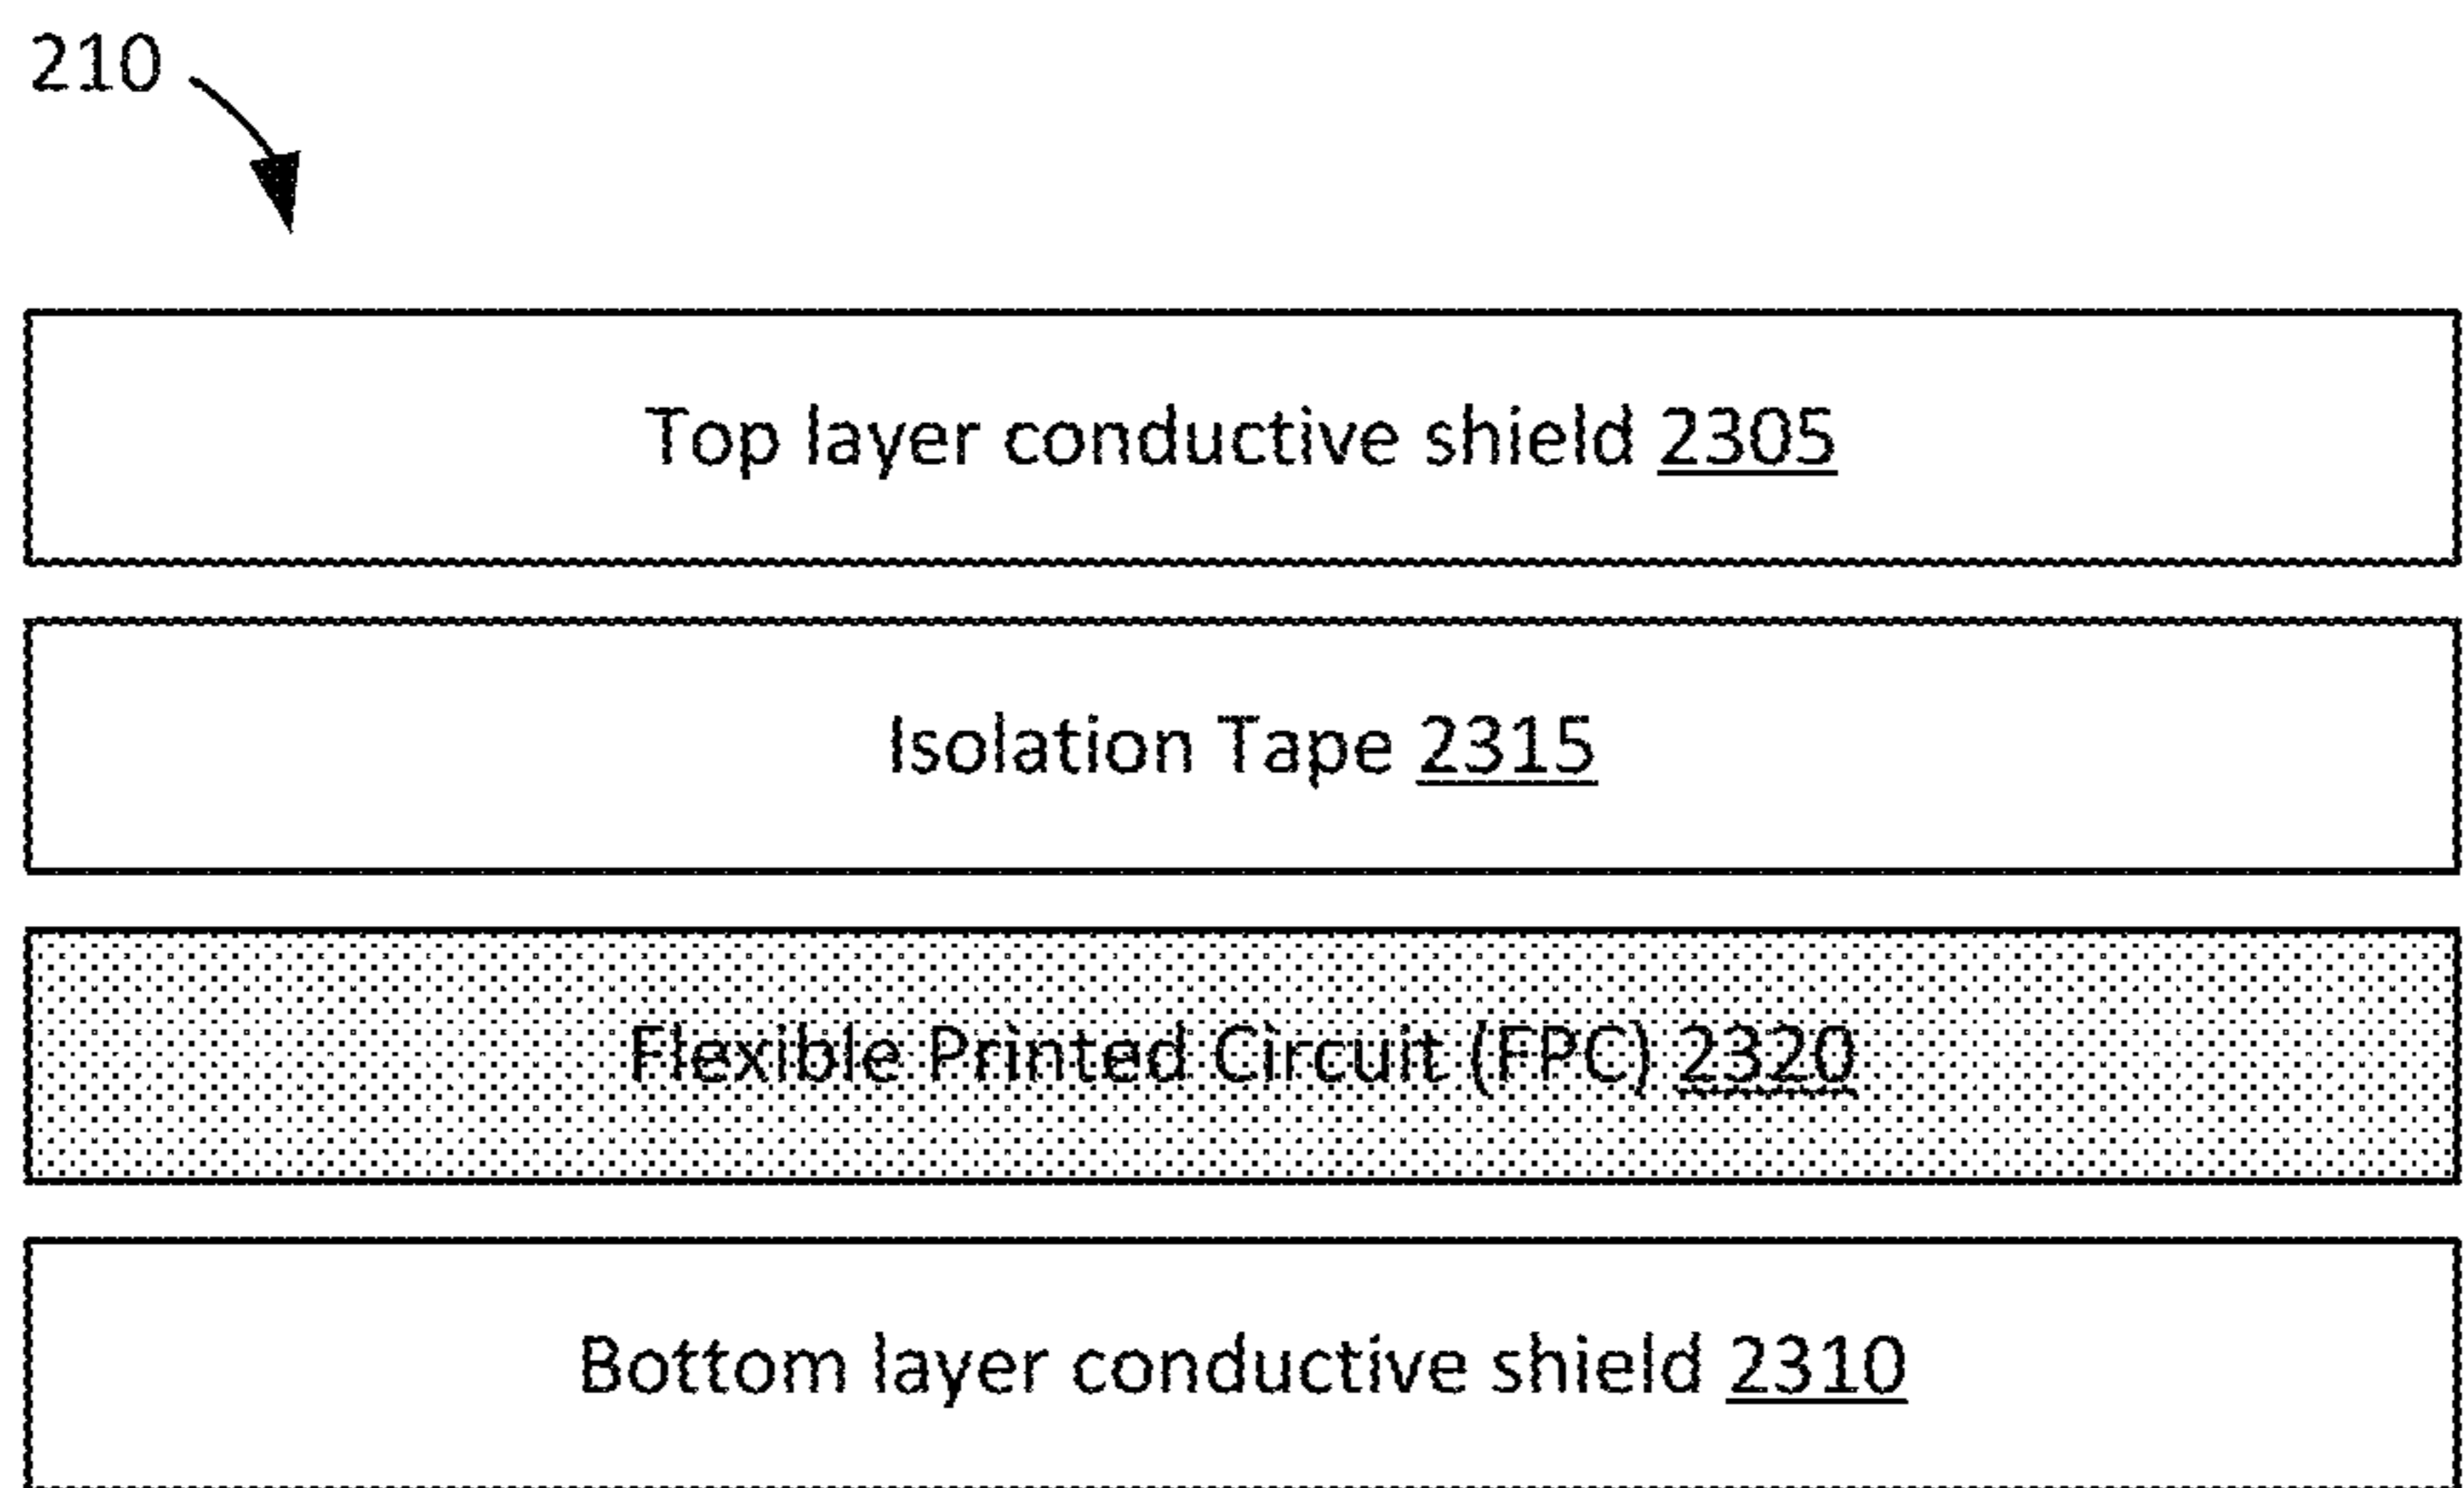 210
Top layer conductive shield 2305
Isolation Tape 2315
Flexible Printed Circuit (FPC) 2320
Bottom layer conductive shield 2310